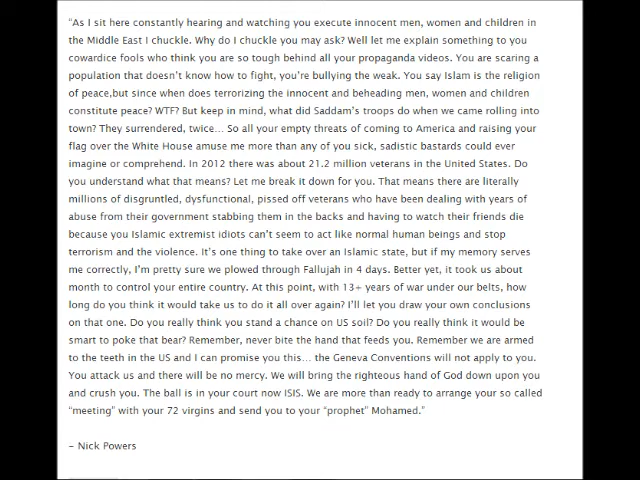 "As I sit here constantly hearing and watching you execute innocent men, women and children in
the Middle East I chuckle. Why do I chuckle you may ask? Well let me explain something to you
cowardice fools who think you are so tough behind all your propaganda videos. You are scaring a
population that doesn't know how to fight, you're bullying the weak. You say Islam is the religion
of peace,but since when does terrorizing the innocent and beheading men, women and children
constitute peace? WTF? But keep in mind, what did Saddam's troops do when we came rolling into
town? They surrendered, twice... So all your empty threats of coming to America and raising your
flag over the White House amuse me more than any of you sick, sadistic bastards could ever
imagine or comprehend. In 2012 there was about 21.2 million veterans in the United States. Do
you understand what that means? Let me break it down for you. That means there are literally
millions of disgruntled, dysfunctional, pissed off veterans who have been dealing with years of
abuse from their government stabbing them in the backs and having to watch their friends die
because you Islamic extremist idiots can't seem to act like normal human beings and stop
terrorism and the violence. It's one thing to take over an Islamic state, but if my memory serves
me correctly, I'm pretty sure we plowed through Fallujah in 4 days. Better yet, it took us about
month to control your entire country. At this point, with 13+ years of war under our belts, how
long do you think it would take us to do it all over again? I'll let you draw your own conclusions
on that one. Do you really think you stand a chance on US soil? Do you really think it would be
smart to poke that bear? Remember, never bite the hand that feeds you. Remember we are armed
to the teeth in the US and I can promise you this... the Geneva Conventions will not apply to you.
You attack us and there will be no mercy. We will bring the righteous hand of God down upon you
and crush you. The ball is in your court now ISIS. We are more than ready to arrange your so called
"meeting" with your 72 virgins and send you to your "prophet" Mohamed."
– Nick Powers